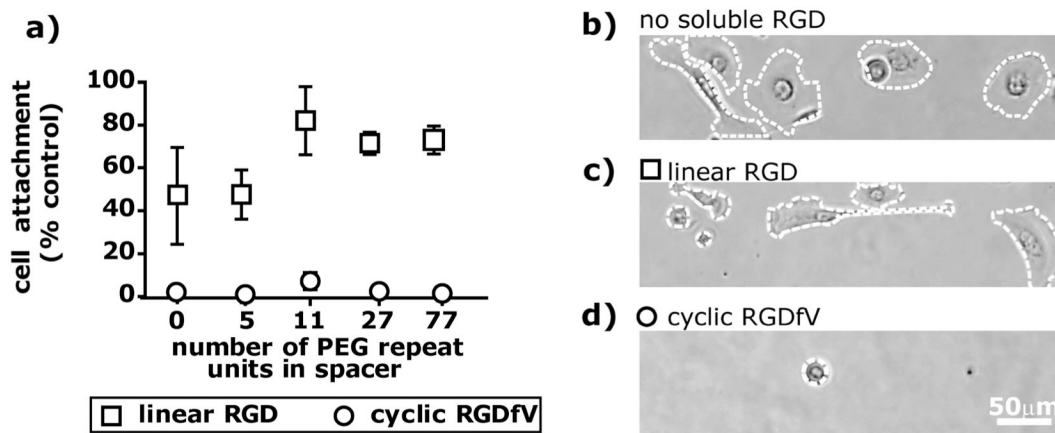 a)
cell attachment
(% control)
100
80
60
40
20
0
0 5 11 27 77
number of PEG repeat
units in spacer
linear RGD cyclic RGDfV
b) no soluble RGD
c) linear RGD
d) cyclic RGDfV
50μm